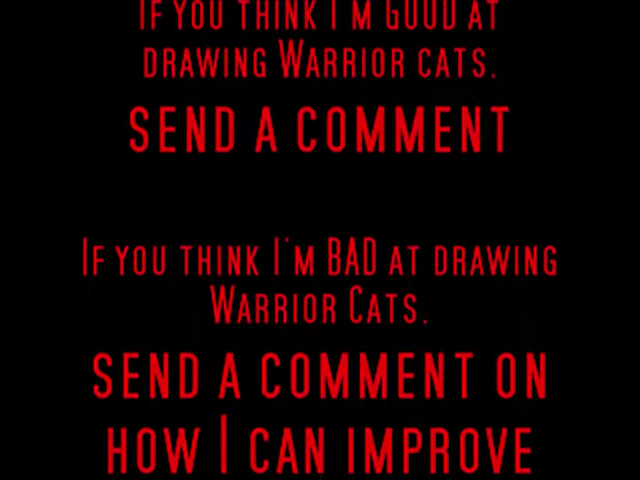 If you think I'm GOOD at
drawing Warrior cats.
SEND A COMMENT
If you think I'm BAD at drawing
Warrior Cats.
SEND A COMMENT ON
HOW I CAN IMPROVE